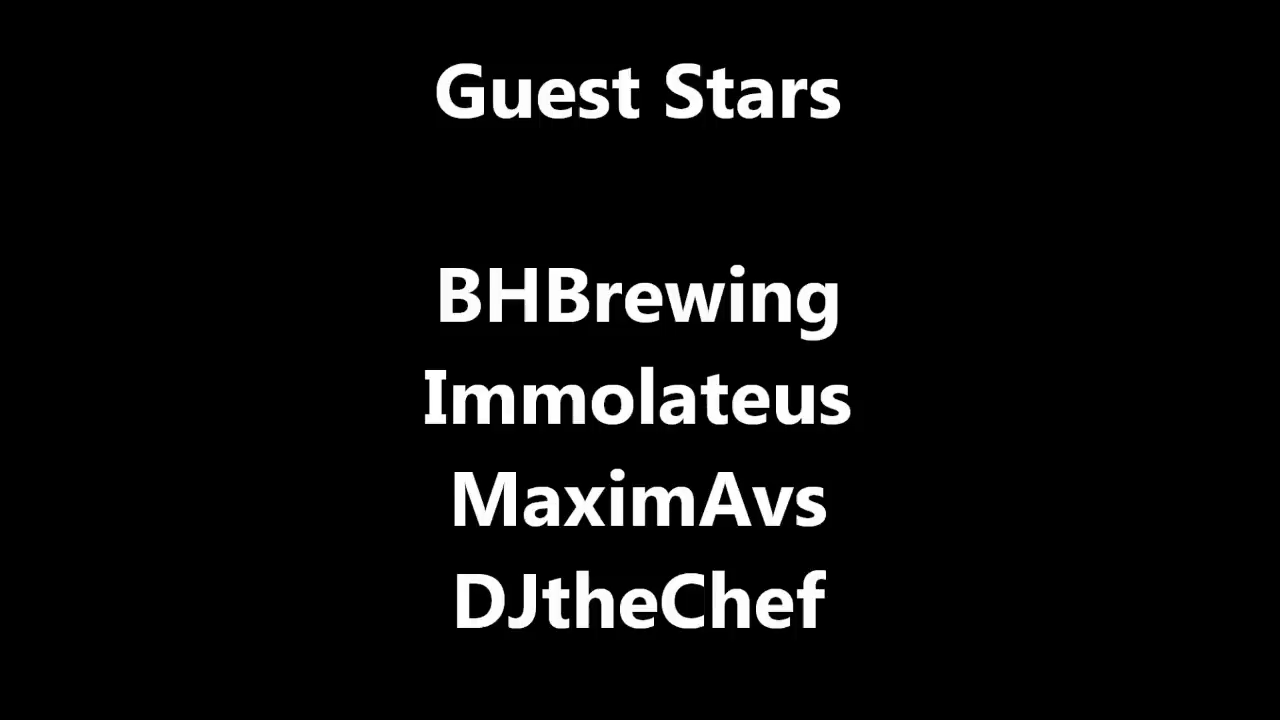 Guest Stars
BHBrewing
Immolateus
MaximAvs
DJtheChef